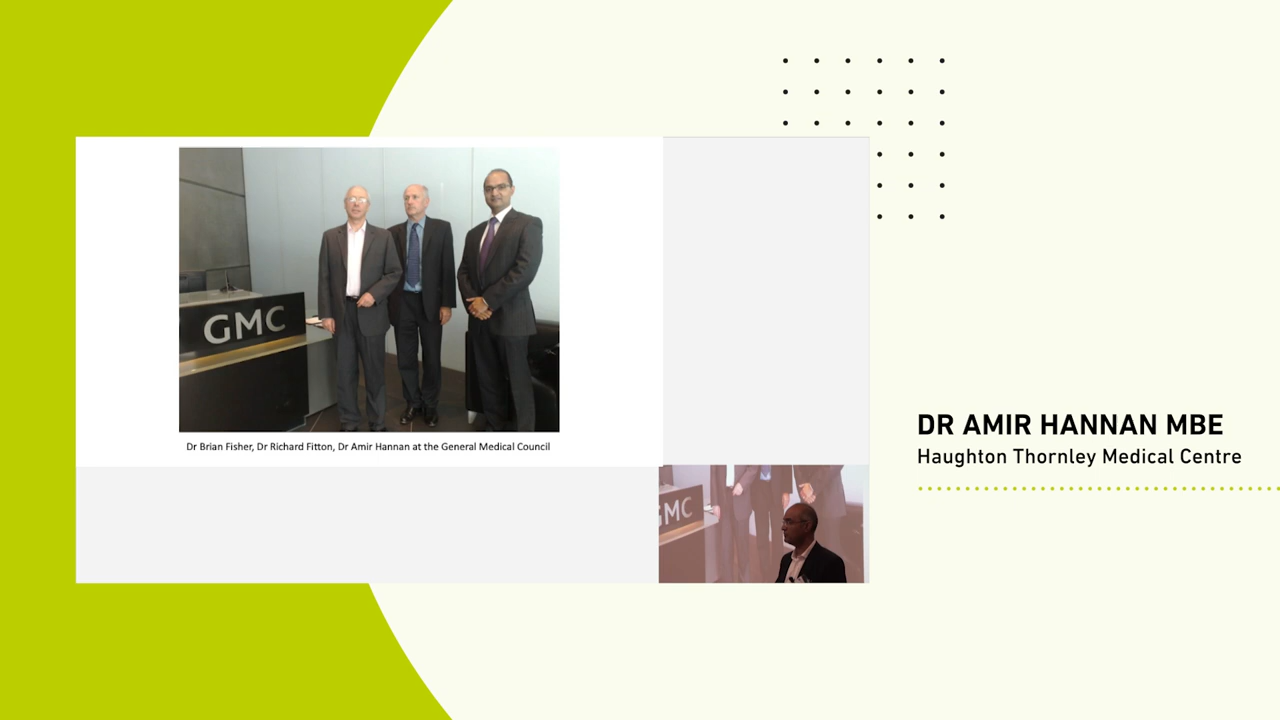 GMC
Dr Brian Fisher, Dr Richard Fitton, Dr Amir Hannan at the General Medical Council
GMC
DR AMIR HANNAN MBE
Haughton Thornley Medical Centre